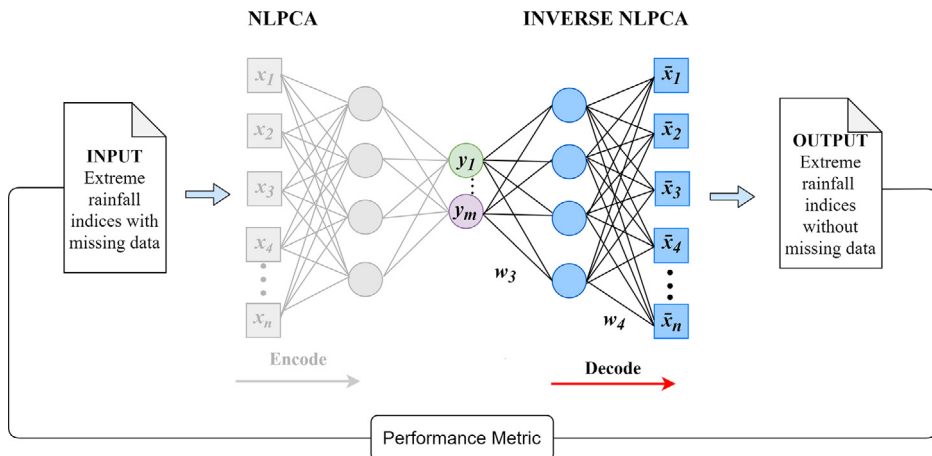 NLPCA
INVERSE NLPCA
INPUT
Extreme
rainfall
indices with
missing data
x1
x2
x3
x4
xn
y1
ym
w3
w4
x̄1
x̄2
x̄3
x̄4
x̄n
OUTPUT
Extreme
rainfall
indices
without
missing data
Encode
Decode
Performance Metric